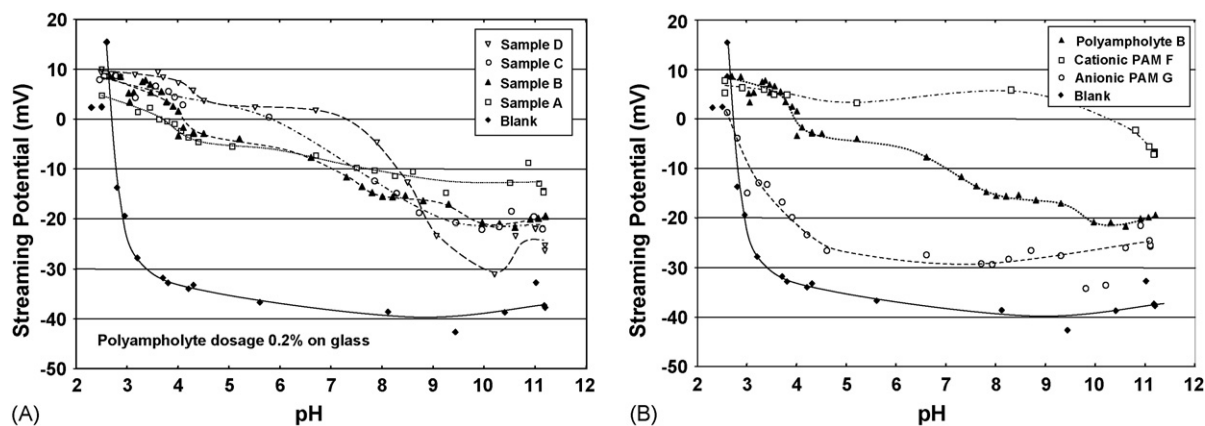 20
10
0
-10
-20
-30
-40
-50
Streaming Potential (mV)
Sample D
Sample C
Sample B
Sample A
Blank
Polyampholyte dosage 0.2% on glass
2 3 4 5 6 7 8 9 10 11 12
pH
(A)
20
10
0
-10
-20
-30
-40
-50
Streaming Potential (mV)
Polyampholyte B
Cationic PAM F
Anionic PAM G
Blank
2 3 4 5 6 7 8 9 10 11 12
pH
(B)